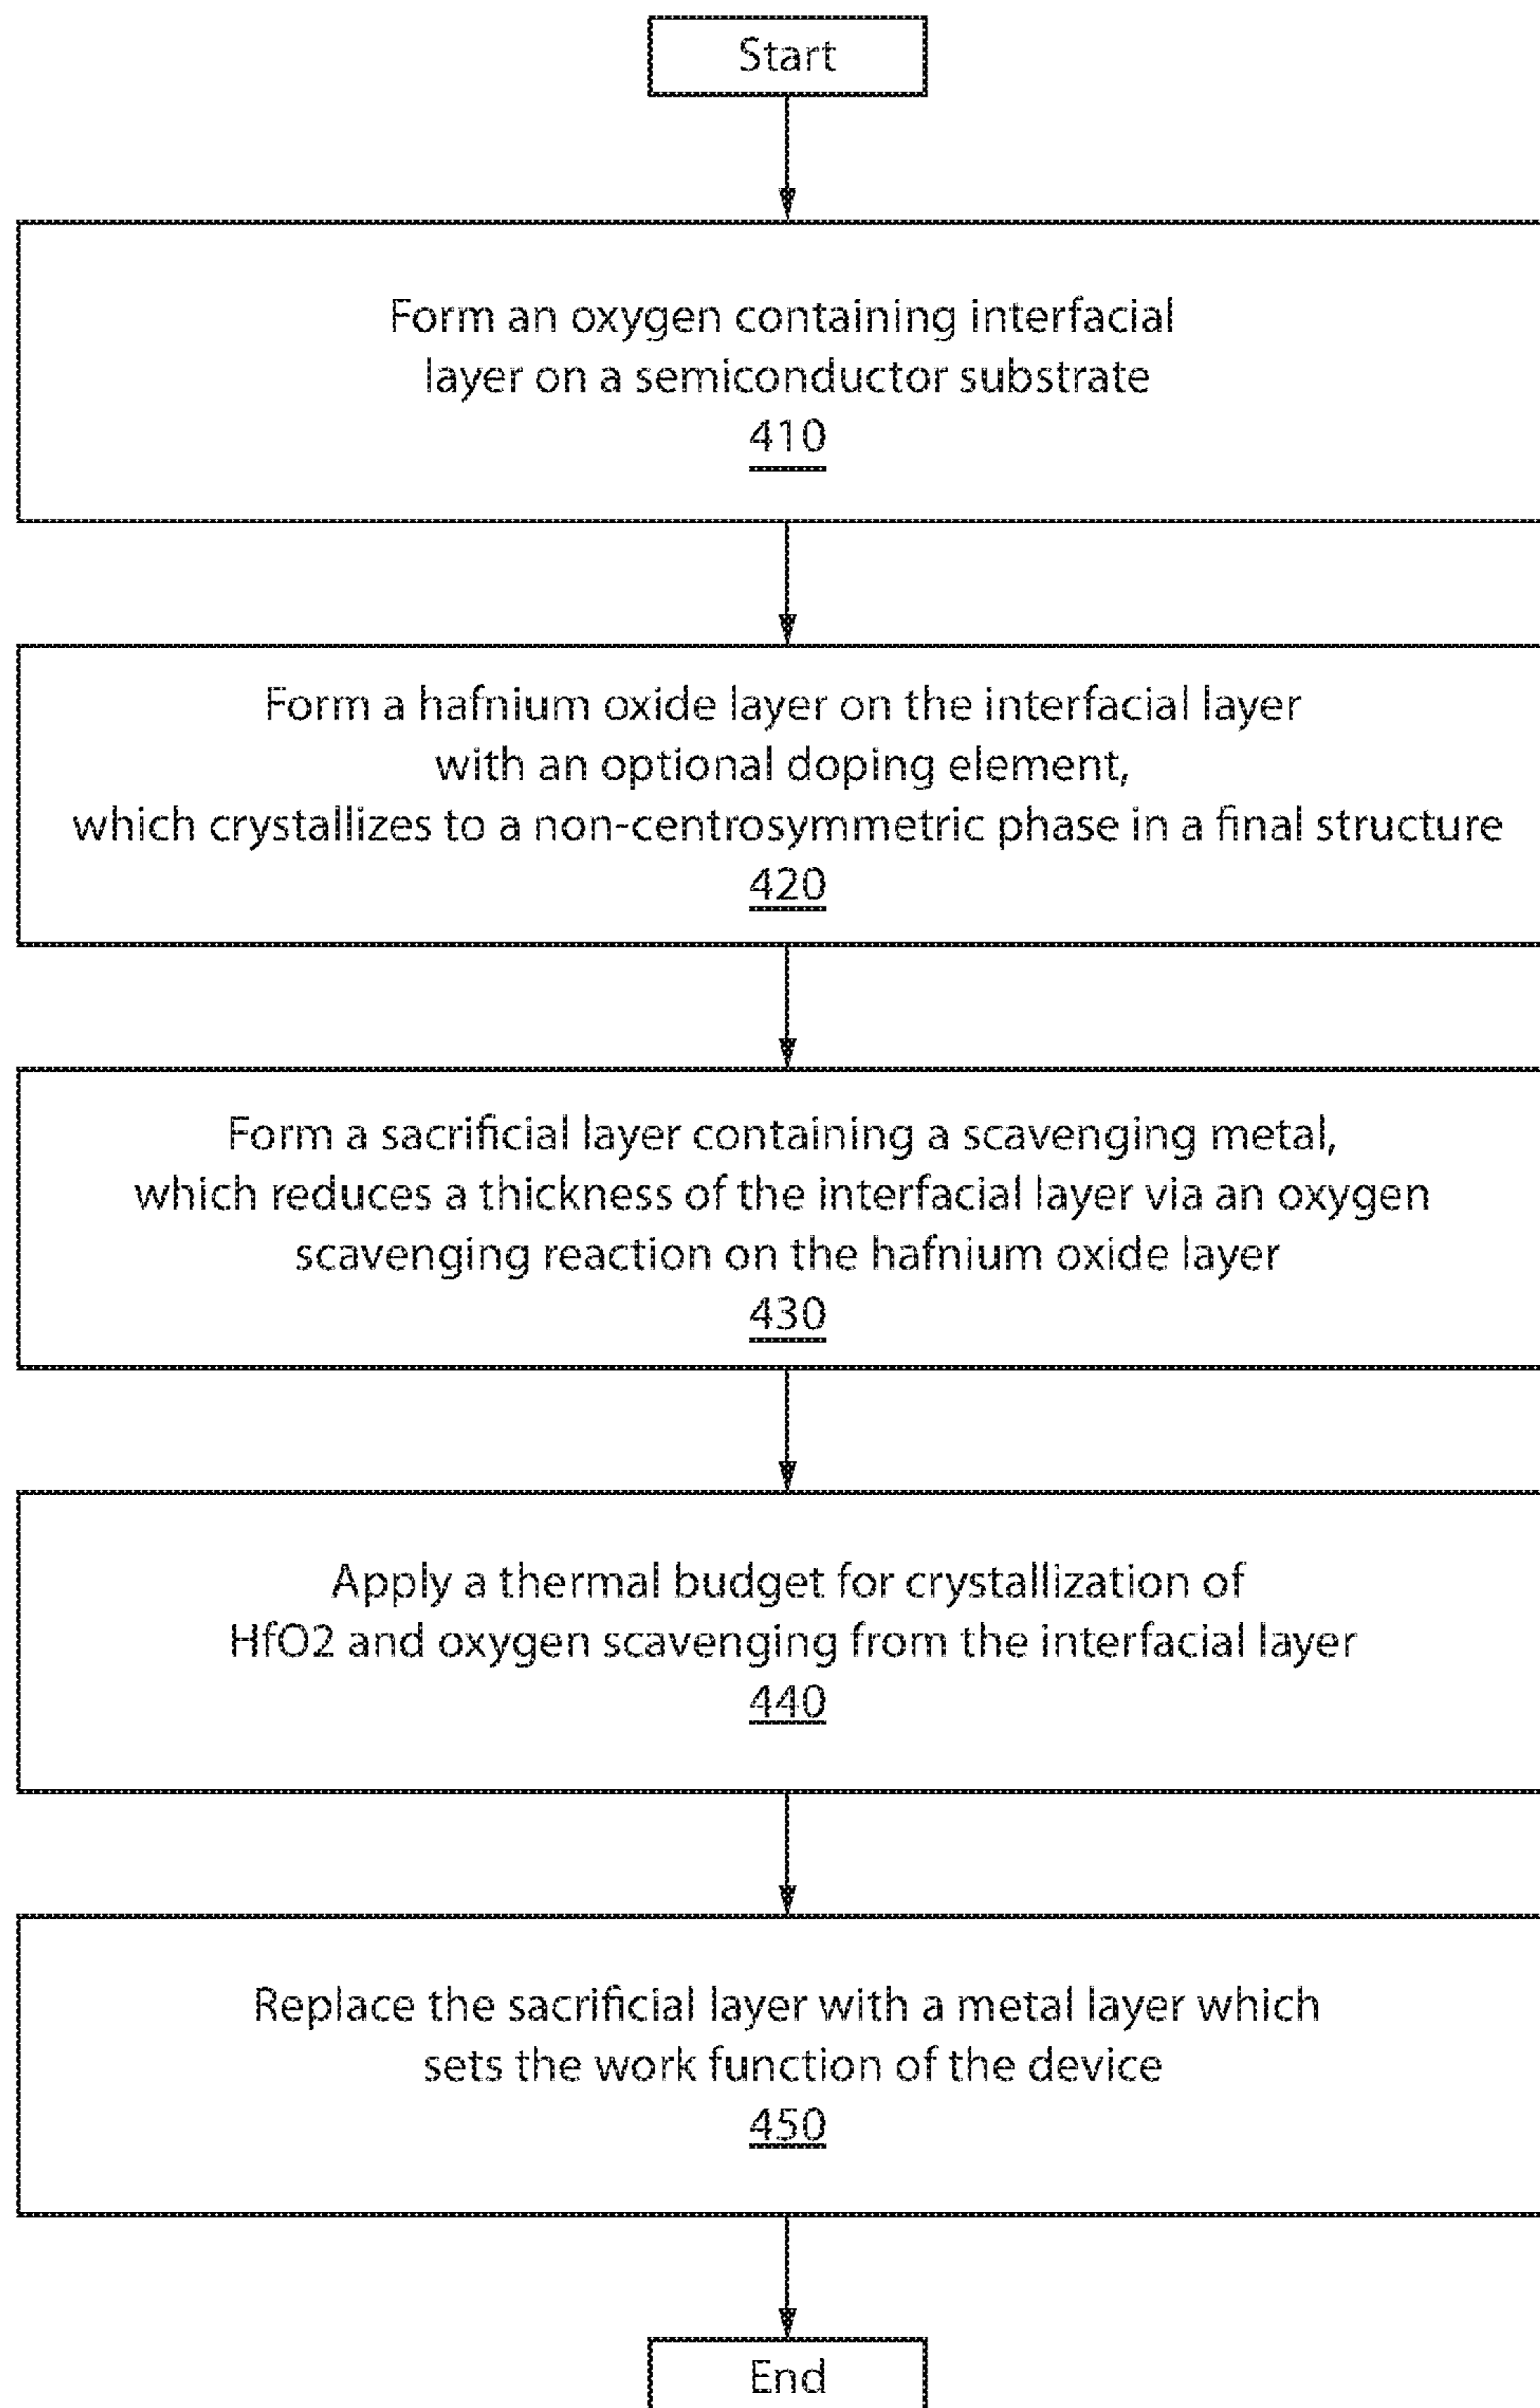 Start
Form an oxygen containing interfacial
layer on a semiconductor substrate
410
Form a hafnium oxide layer on the interfacial layer
with an optional doping element,
which crystallizes to a non-centrosymmetric phase in a final structure
420
Form a sacrificial layer containing a scavenging metal,
which reduces a thickness of the interfacial layer via an oxygen
scavenging reaction on the hafnium oxide layer
430
Apply a thermal budget for crystallization of
HfO2 and oxygen scavenging from the interfacial layer
440
Replace the sacrificial layer with a metal layer which
sets the work function of the device
450
End